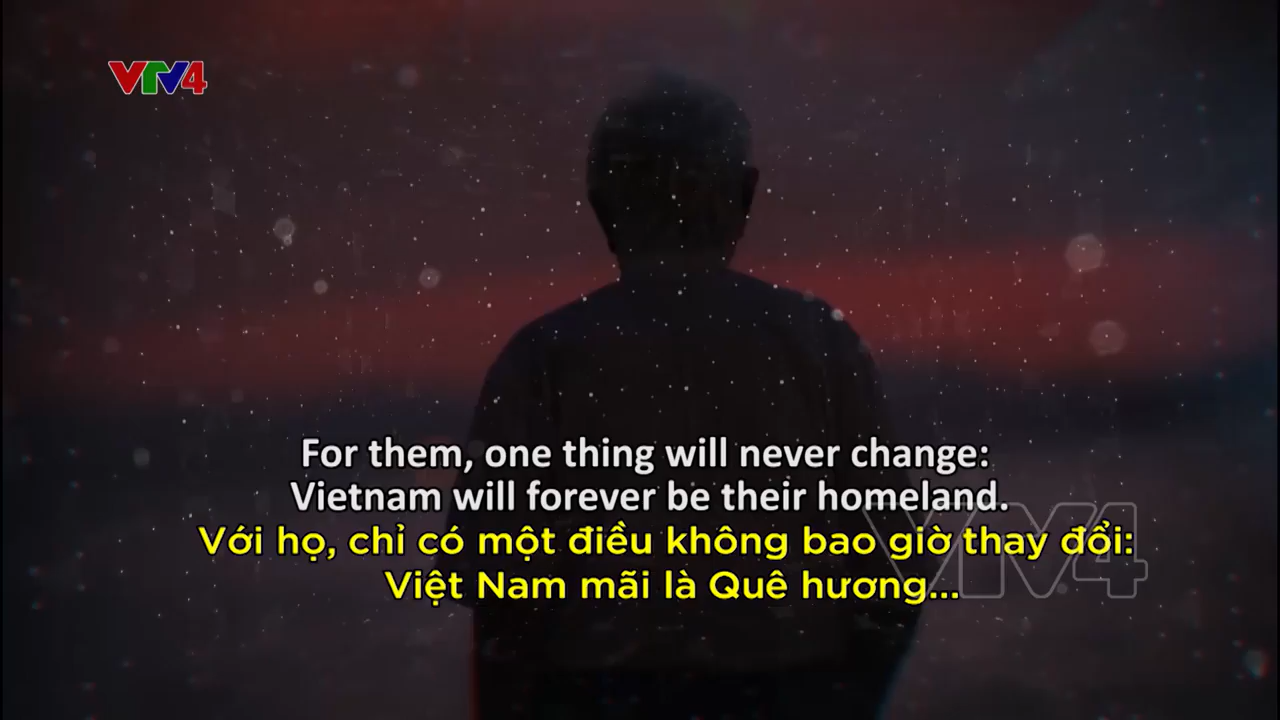 VTV4
For them, one thing will never change:
Vietnam will forever be their homeland.
Với họ, chỉ có một điều không bao giờ thay đổi:
Việt Nam mãi là Quê hương...
VTV4